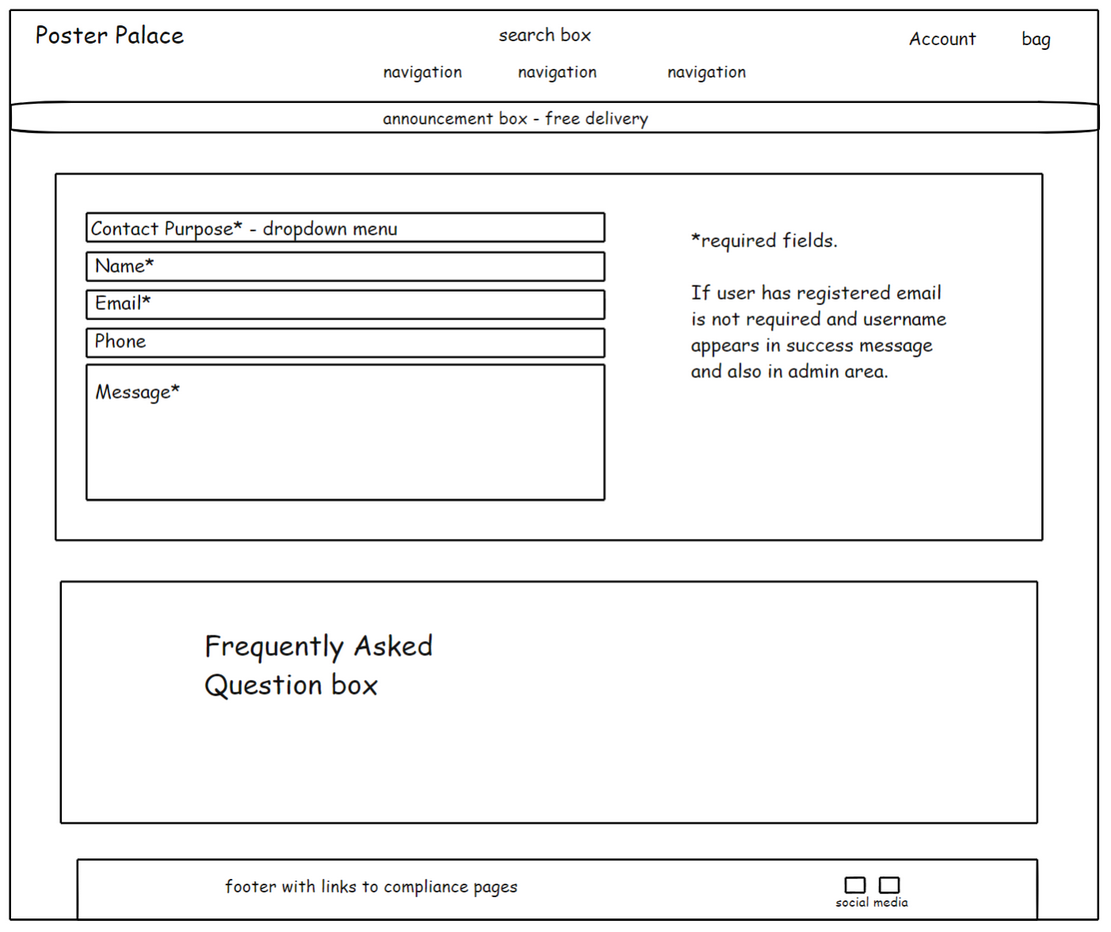 Poster Palace
search box
Account
bag
navigation
navigation
navigation
announcement box - free delivery
Contact Purpose* - dropdown menu
Name*
Email*
Phone
Message*
*required fields.
If user has registered email
is not required and username
appears in success message
and also in admin area.
Frequently Asked
Question box
footer with links to compliance pages
social media